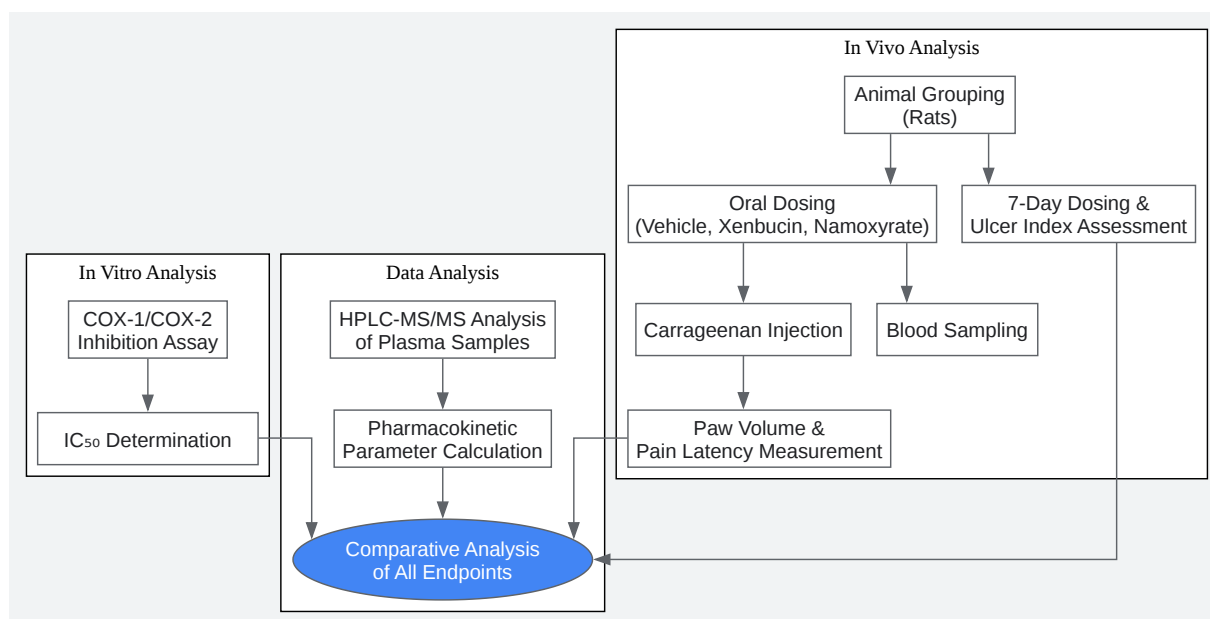 In Vivo Analysis
Animal Grouping
(Rats)
Oral Dosing
(Vehicle, Xenbucin, Namoxyrate)
7-Day Dosing &
Ulcer Index Assessment
Carrageenan Injection
Blood Sampling
Paw Volume &
Pain Latency Measurement
In Vitro Analysis
COX-1/COX-2
Inhibition Assay
IC₅₀ Determination
Data Analysis
HPLC-MS/MS Analysis
of Plasma Samples
Pharmacokinetic
Parameter Calculation
Comparative Analysis
of All Endpoints